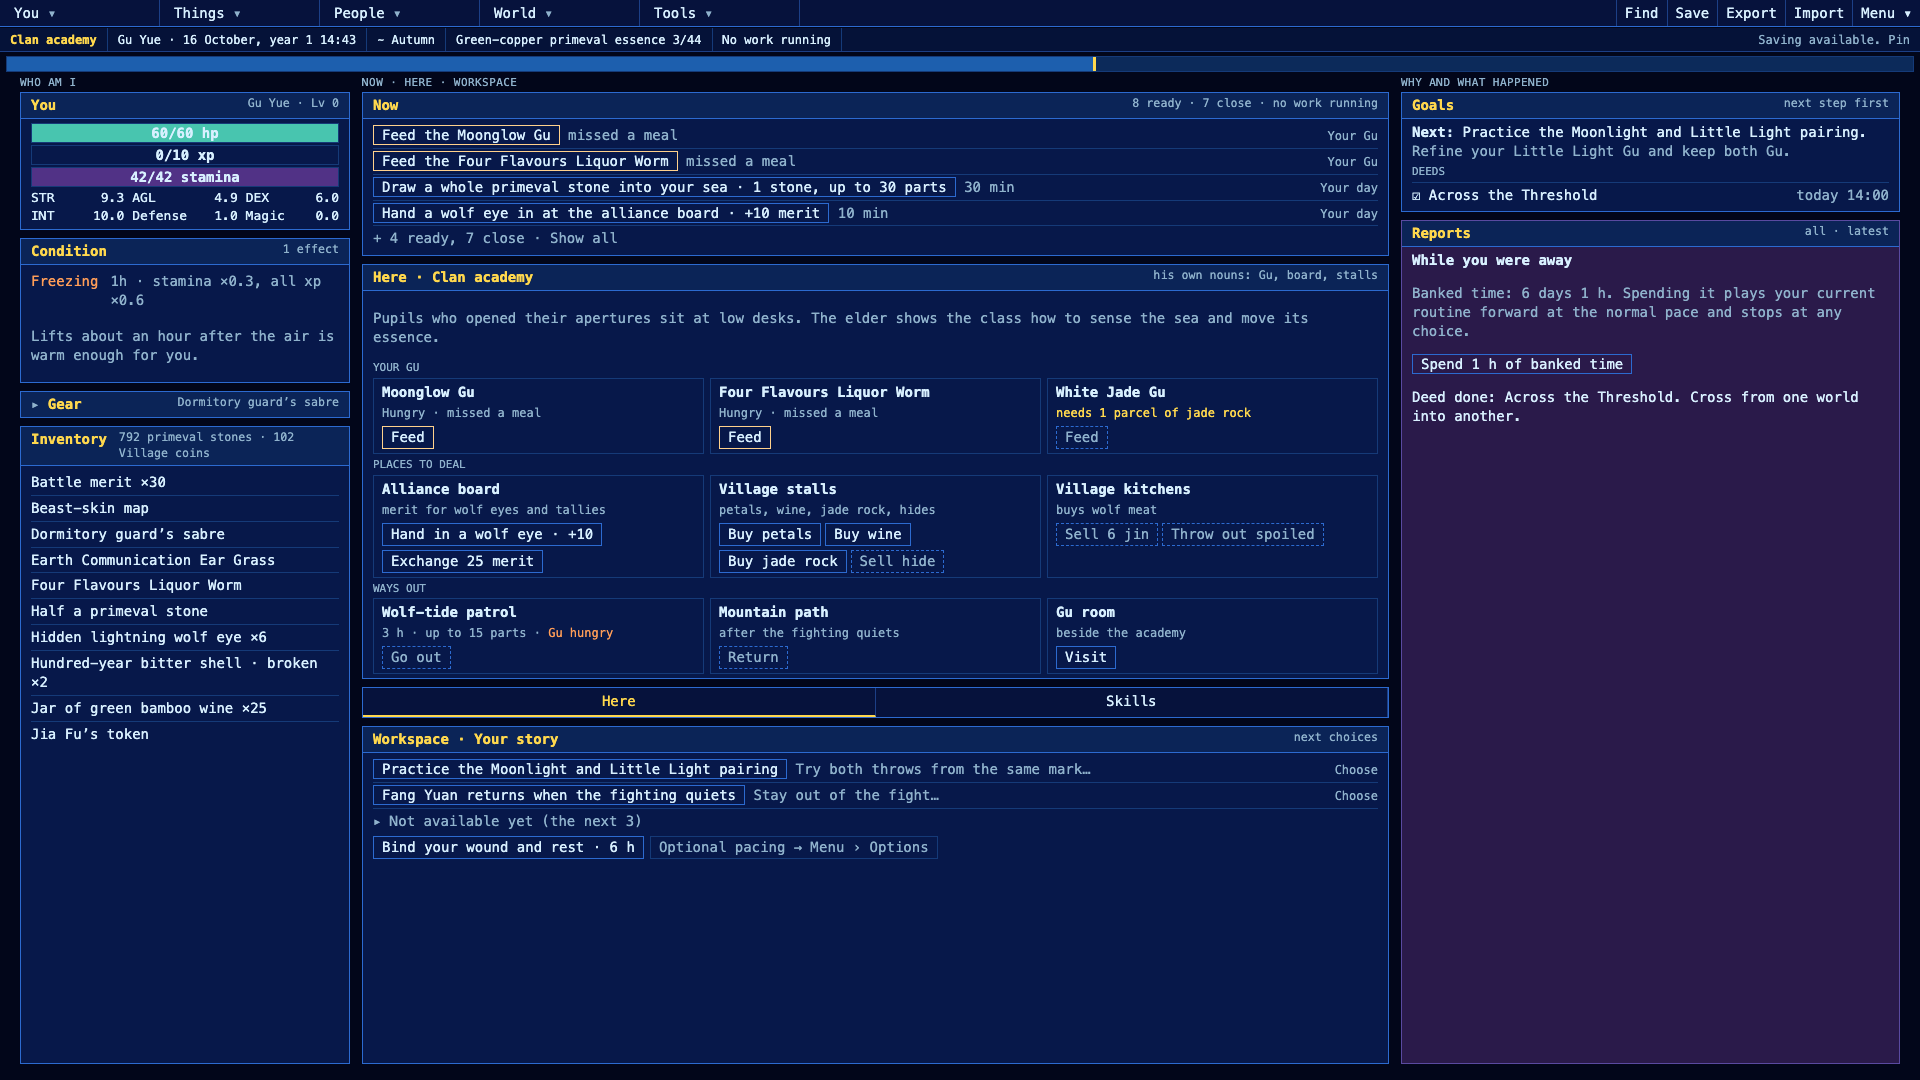 You ▾ Things ▾ People ▾ World ▾ Tools ▾ Find Save Export Import Menu ▾
Clan academy Gu Yue · 16 October, year 1 14:43 ~ Autumn Green-copper primeval essence 3/44 No work running Saving available. Pin
WHO AM I
You Gu Yue · Lv 0
60/60 hp
0/10 xp
42/42 stamina
STR 9.3 AGL 4.9 DEX 6.0
INT 10.0 Defense 1.0 Magic 0.0
Condition 1 effect
Freezing 1h · stamina ×0.3, all xp
×0.6
Lifts about an hour after the air is
warm enough for you.
▸ Gear Dormitory guard’s sabre
Inventory 792 primeval stones · 102
Village coins
Battle merit ×30
Beast-skin map
Dormitory guard’s sabre
Earth Communication Ear Grass
Four Flavours Liquor Worm
Half a primeval stone
Hidden lightning wolf eye ×6
Hundred-year bitter shell · broken
×2
Jar of green bamboo wine ×25
Jia Fu’s token
NOW · HERE · WORKSPACE
Now 8 ready · 7 close · no work running
Feed the Moonglow Gu missed a meal Your Gu
Feed the Four Flavours Liquor Worm missed a meal Your Gu
Draw a whole primeval stone into your sea · 1 stone, up to 30 parts 30 min Your day
Hand a wolf eye in at the alliance board · +10 merit 10 min Your day
+ 4 ready, 7 close · Show all
Here · Clan academy his own nouns: Gu, board, stalls
Pupils who opened their apertures sit at low desks. The elder shows the class how to sense the sea and move its
essence.
YOUR GU
Moonglow Gu Four Flavours Liquor Worm White Jade Gu
Hungry · missed a meal Hungry · missed a meal needs 1 parcel of jade rock
Feed Feed Feed
PLACES TO DEAL
Alliance board Village stalls Village kitchens
merit for wolf eyes and tallies petals, wine, jade rock, hides buys wolf meat
Hand in a wolf eye · +10 Buy petals Buy wine Sell 6 jin Throw out spoiled
Exchange 25 merit Buy jade rock Sell hide
WAYS OUT
Wolf-tide patrol Mountain path Gu room
3 h · up to 15 parts · Gu hungry after the fighting quiets beside the academy
Go out Return Visit
Here Skills
Workspace · Your story next choices
Practice the Moonlight and Little Light pairing Try both throws from the same mark… Choose
Fang Yuan returns when the fighting quiets Stay out of the fight… Choose
▸ Not available yet (the next 3)
Bind your wound and rest · 6 h Optional pacing → Menu › Options
WHY AND WHAT HAPPENED
Goals next step first
Next: Practice the Moonlight and Little Light pairing.
Refine your Little Light Gu and keep both Gu.
DEEDS
☑ Across the Threshold today 14:00
Reports all · latest
While you were away
Banked time: 6 days 1 h. Spending it plays your current
routine forward at the normal pace and stops at any
choice.
Spend 1 h of banked time
Deed done: Across the Threshold. Cross from one world
into another.